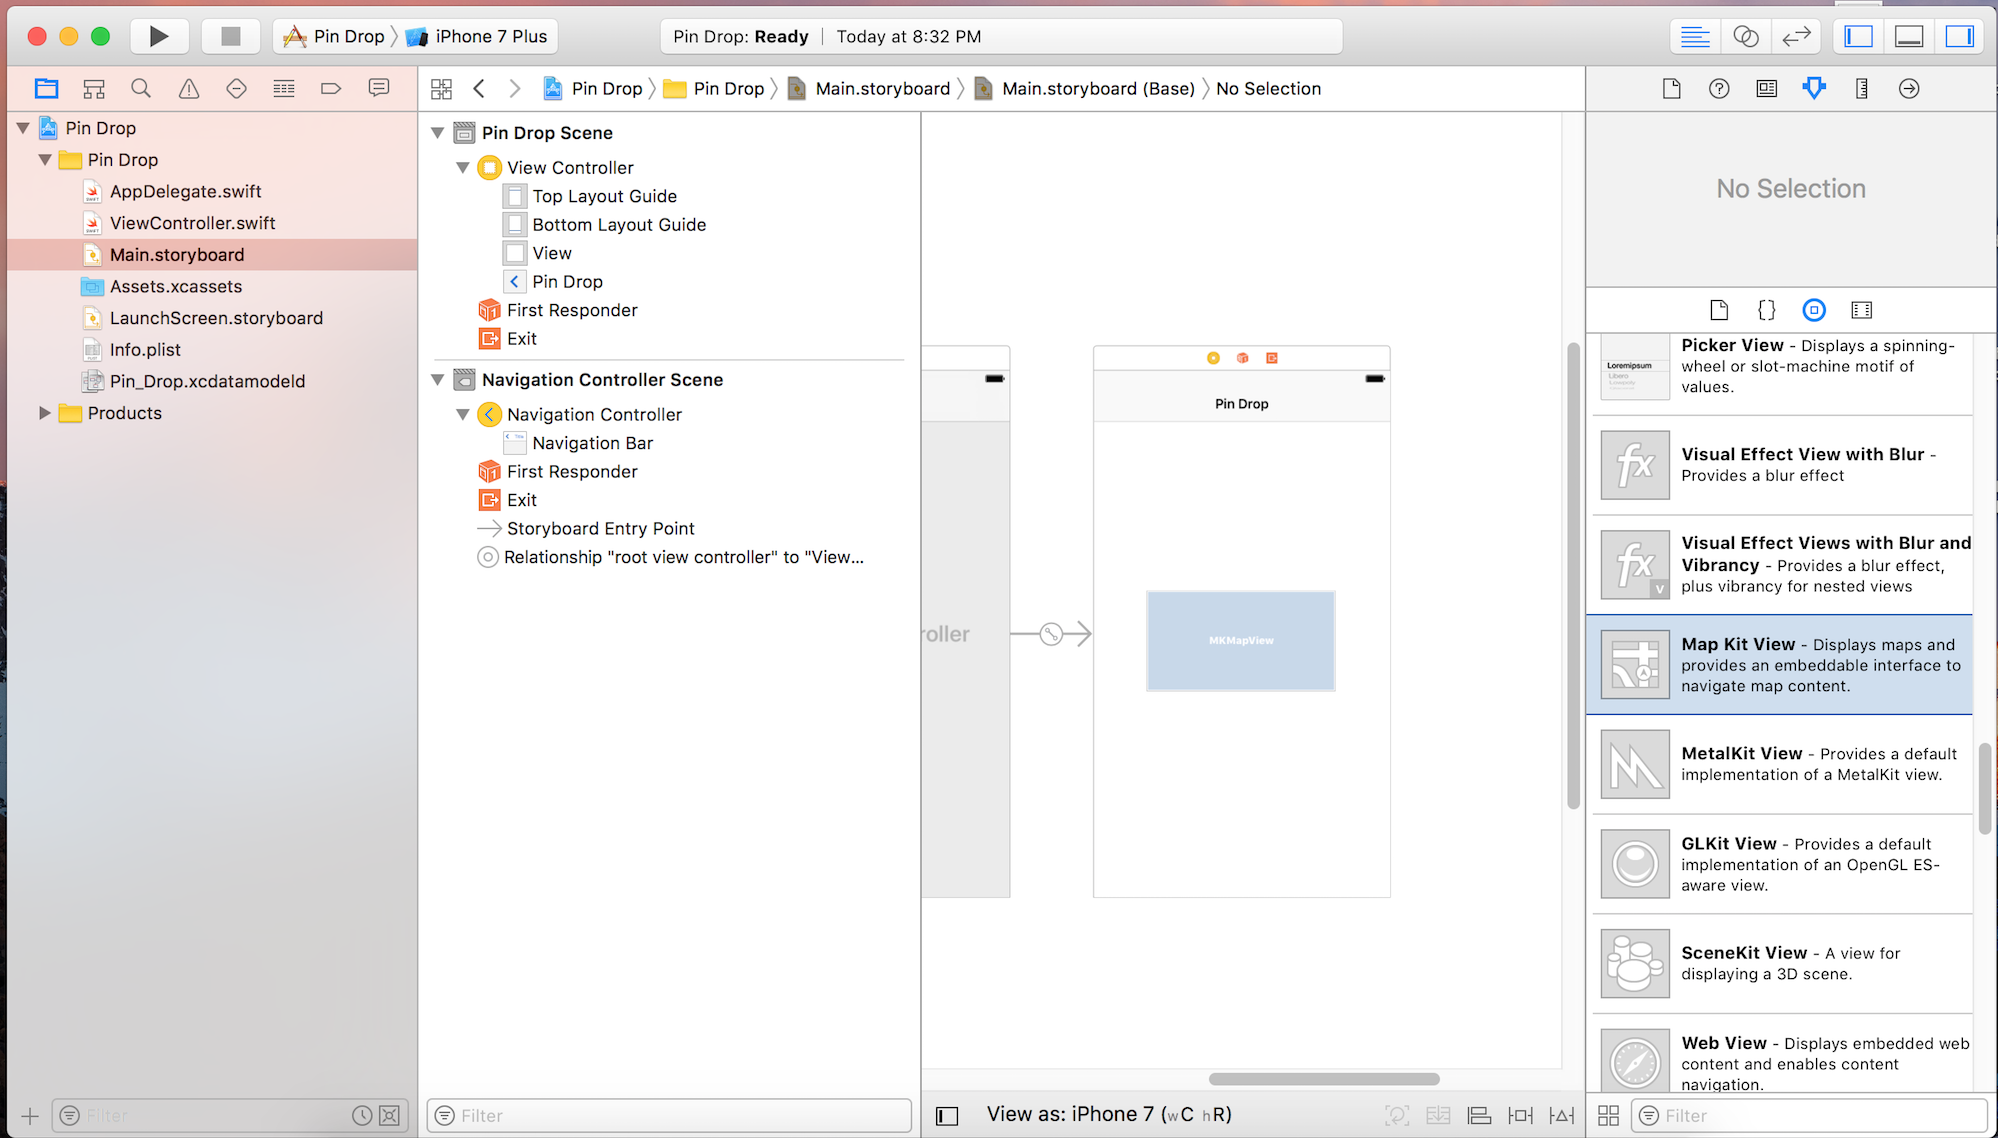 Pin Drop iPhone 7 Plus
Pin Drop: Ready | Today at 8:32 PM
Pin Drop
Pin Drop
AppDelegate.swift
ViewController.swift
Main.storyboard
Assets.xcassets
LaunchScreen.storyboard
Info.plist
Pin_Drop.xcdatamodeld
Products
Filter
Pin Drop Pin Drop Main.storyboard Main.storyboard (Base) No Selection
Pin Drop Scene
View Controller
Top Layout Guide
Bottom Layout Guide
View
Pin Drop
First Responder
Exit
Navigation Controller Scene
Navigation Controller
Navigation Bar
First Responder
Exit
Storyboard Entry Point
Relationship "root view controller" to "View...
Filter
roller
Pin Drop
MKMapView
View as: iPhone 7 (wC hR)
No Selection
{}
Loremipsum
Picker View - Displays a spinning-
wheel or slot-machine motif of
values.
fx
Visual Effect View with Blur -
Provides a blur effect
fx
V
Visual Effect Views with Blur and
Vibrancy - Provides a blur effect,
plus vibrancy for nested views
Map Kit View - Displays maps and
provides an embeddable interface to
navigate map content.
MetalKit View - Provides a default
implementation of a MetalKit view.
GLKit View - Provides a default
implementation of an OpenGL ES-
aware view.
SceneKit View - A view for
displaying a 3D scene.
Web View - Displays embedded web
content and enables content
navigation.
Filter